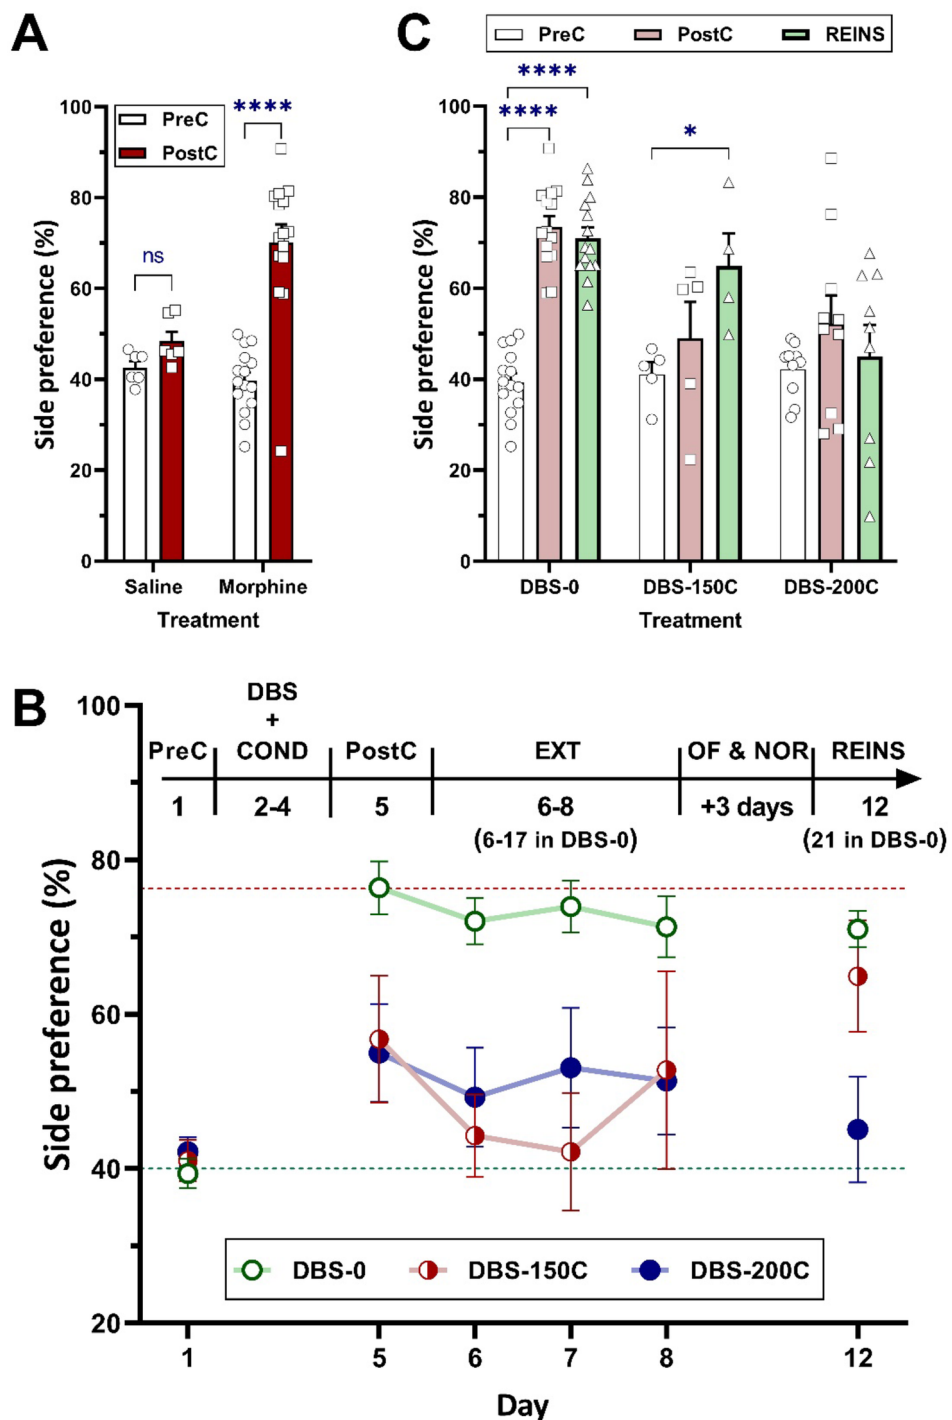 A
PreC
PostC
****
ns
100
80
60
40
20
0
Side preference (%)
Saline
Morphine
Treatment
C
PreC
PostC
REINS
****
****
*
100
80
60
40
20
0
Side preference (%)
DBS-0
DBS-150C
DBS-200C
Treatment
B
DBS
+
PreC
COND
PostC
EXT
OF & NOR
REINS
1
2-4
5
6-8
+3 days
12
(6-17 in DBS-0)
(21 in DBS-0)
100
80
60
40
20
Side preference (%)
DBS-0
DBS-150C
DBS-200C
1
5
6
7
8
12
Day